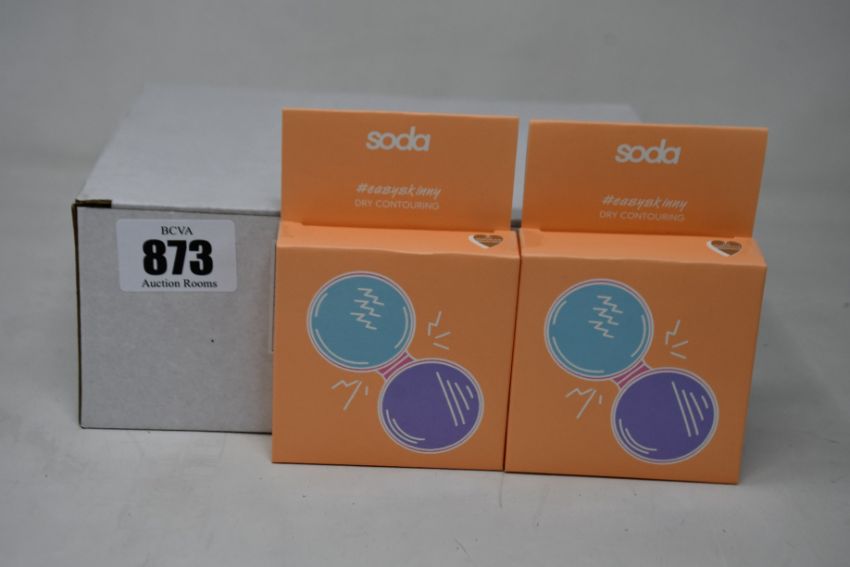 BCVA
873
Auction Rooms
soda
#easyskinny
DRY CONTOURING
soda
#easyskinny
DRY CONTOURING